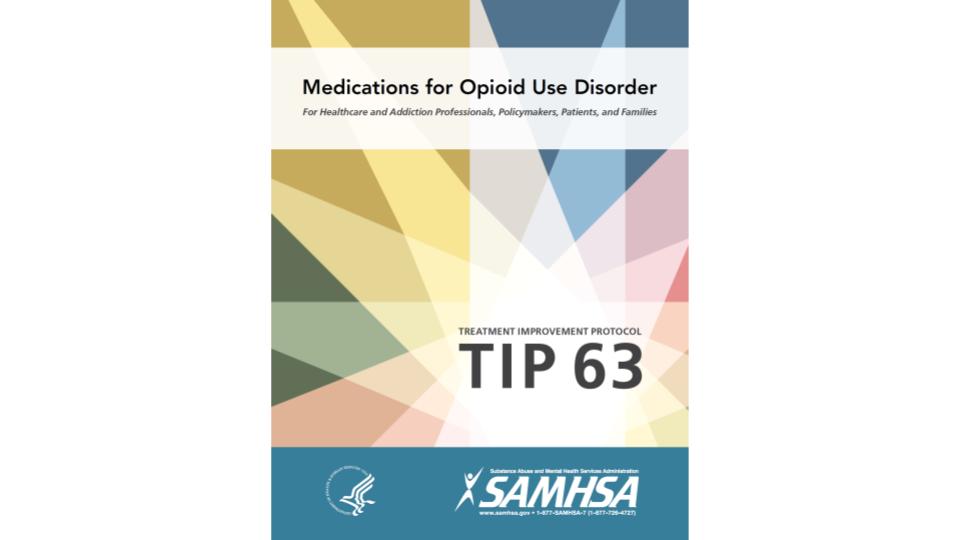 Medications for Opioid Use Disorder
For Healthcare and Addiction Professionals, Policymakers, Patients, and Families
TREATMENT IMPROVEMENT PROTOCOL
TIP 63
Substance Abuse and Mental Health Services Administration
SAMHSA
www.samhsa.gov • 1-877-SAMHSA-7 (1-877-726-4727)